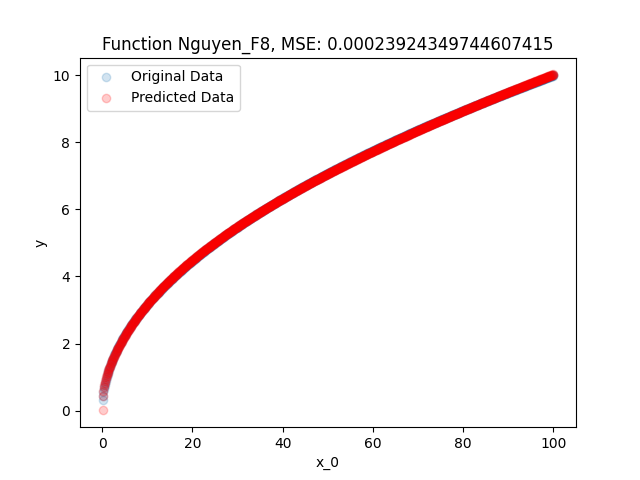 Function Nguyen_F8, MSE: 0.00023924349744607415
Original Data
Predicted Data
10
8
6
4
2
0
y
0 20 40 60 80 100
x_0